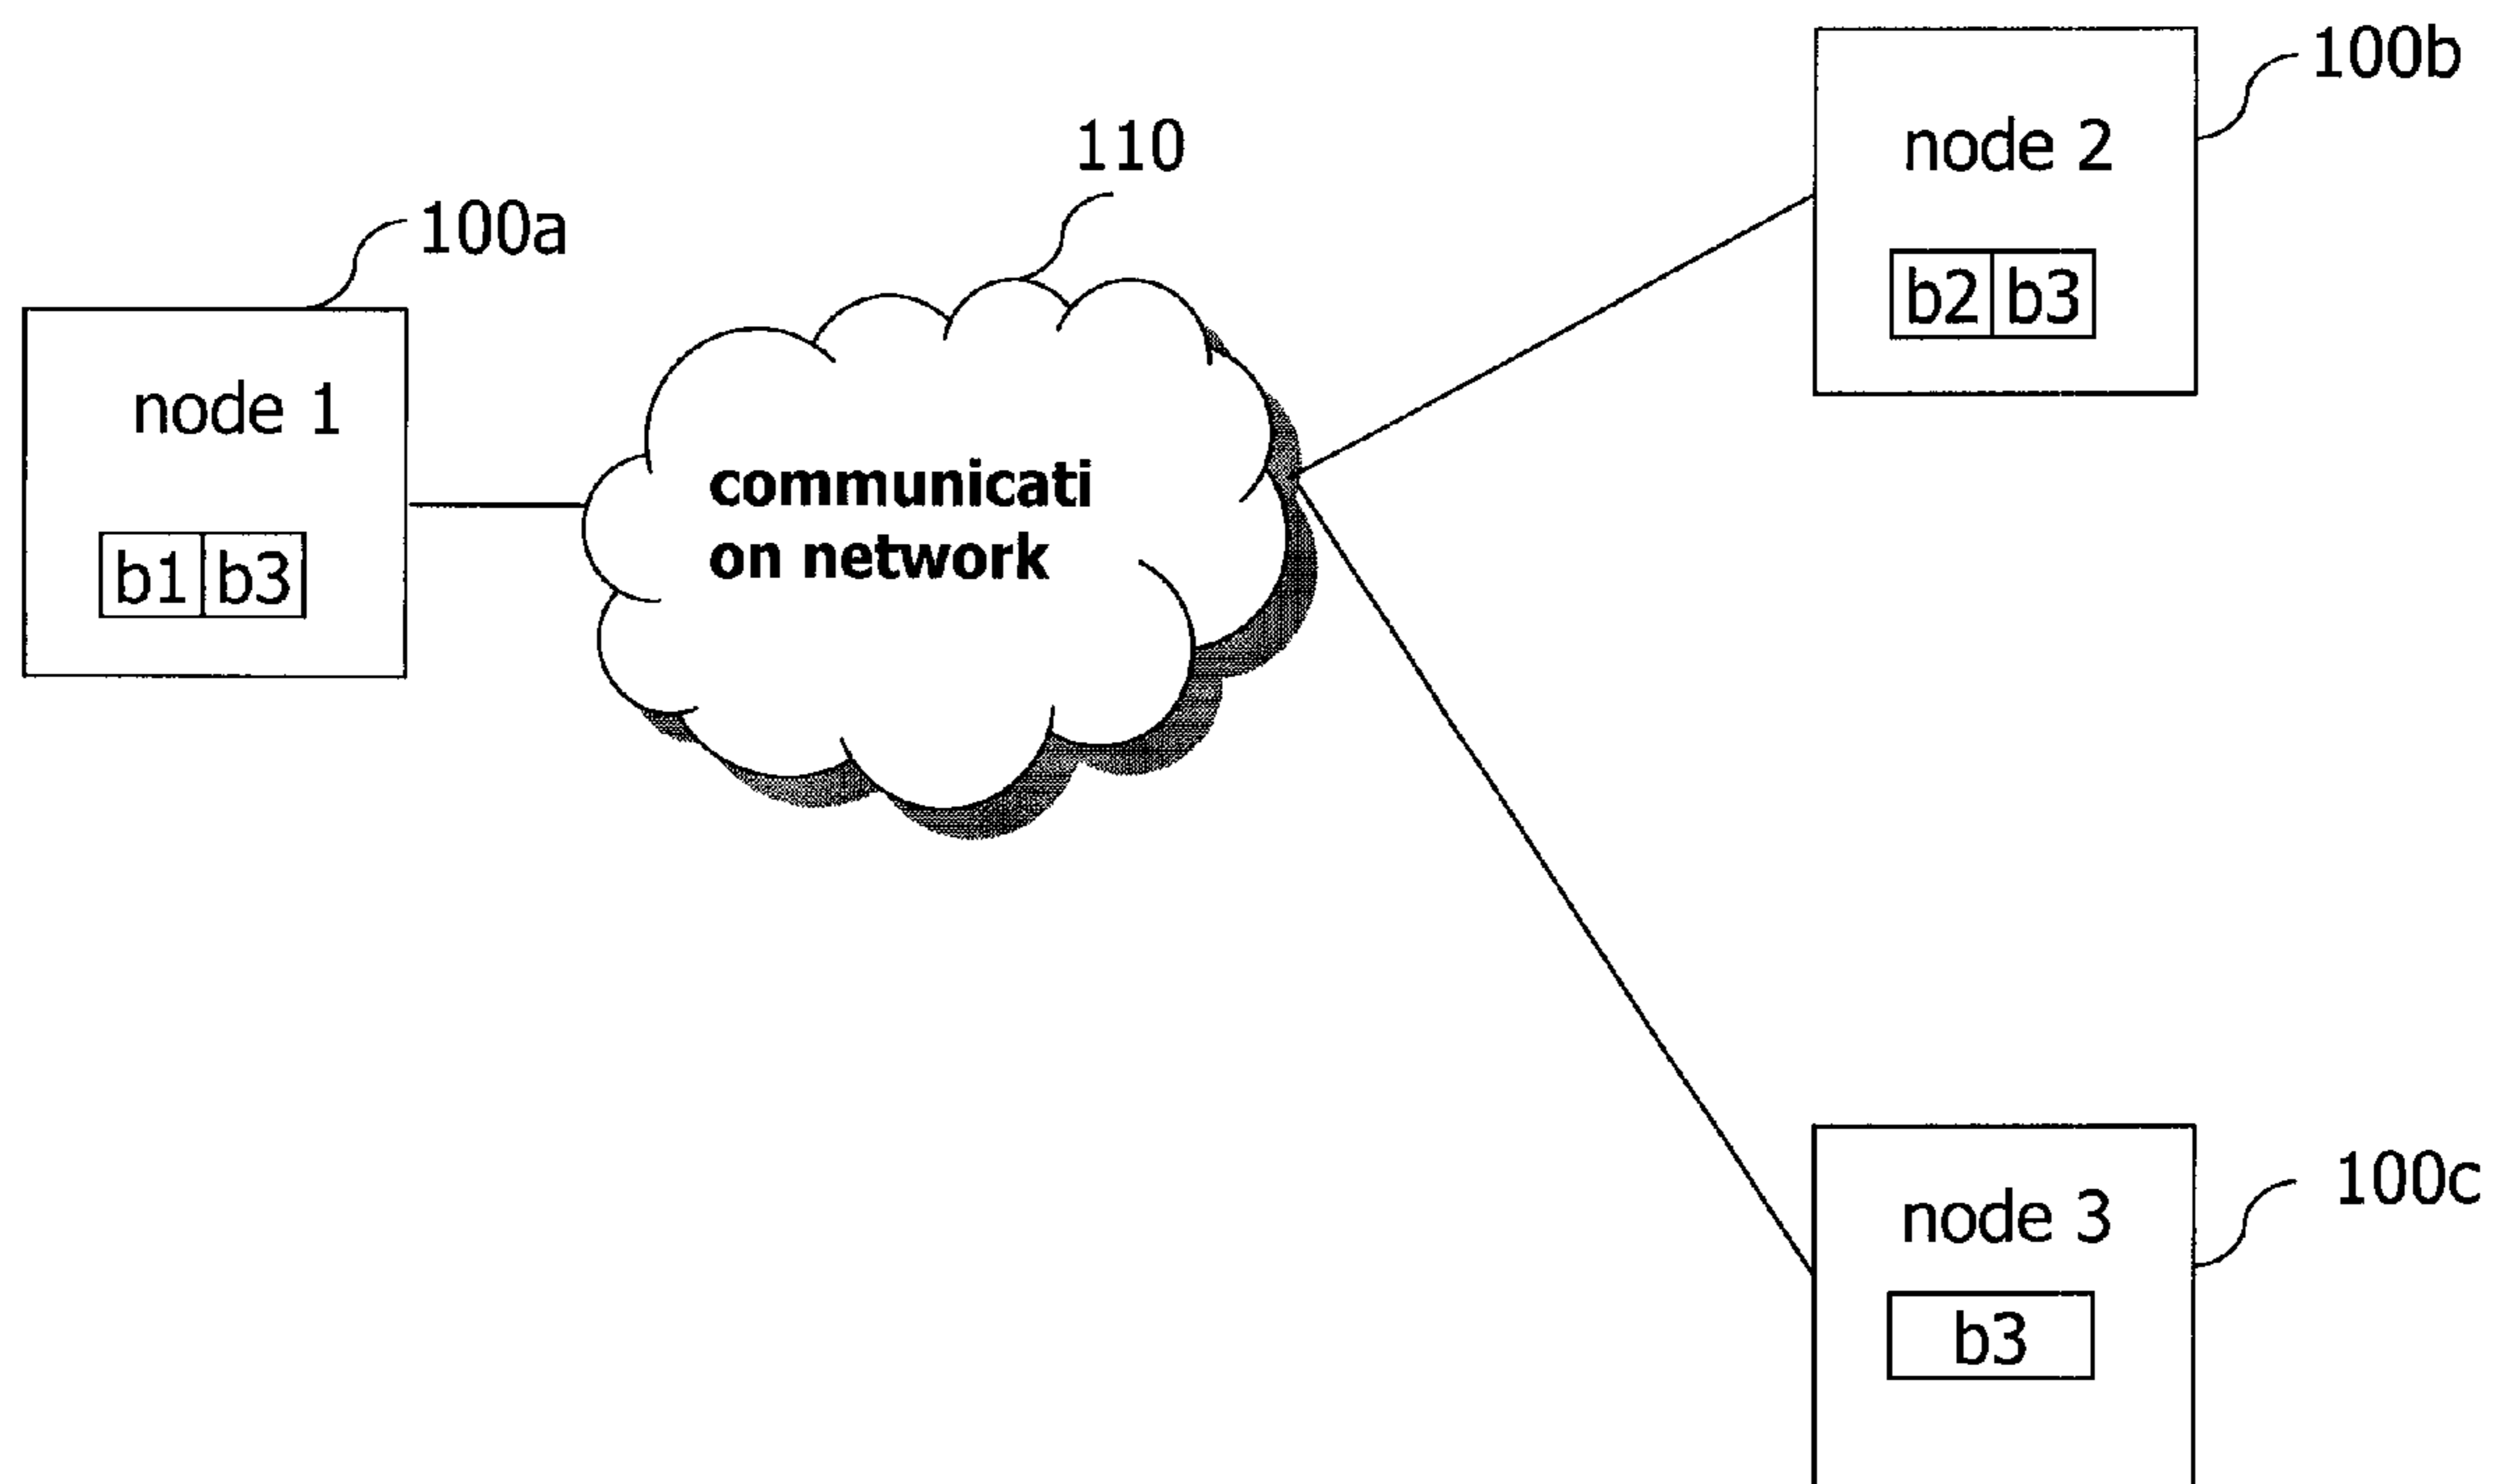 100b
node 2
110
100a
b2 b3
node 1
communicati
on network
b1 b3
100c
node 3
b3